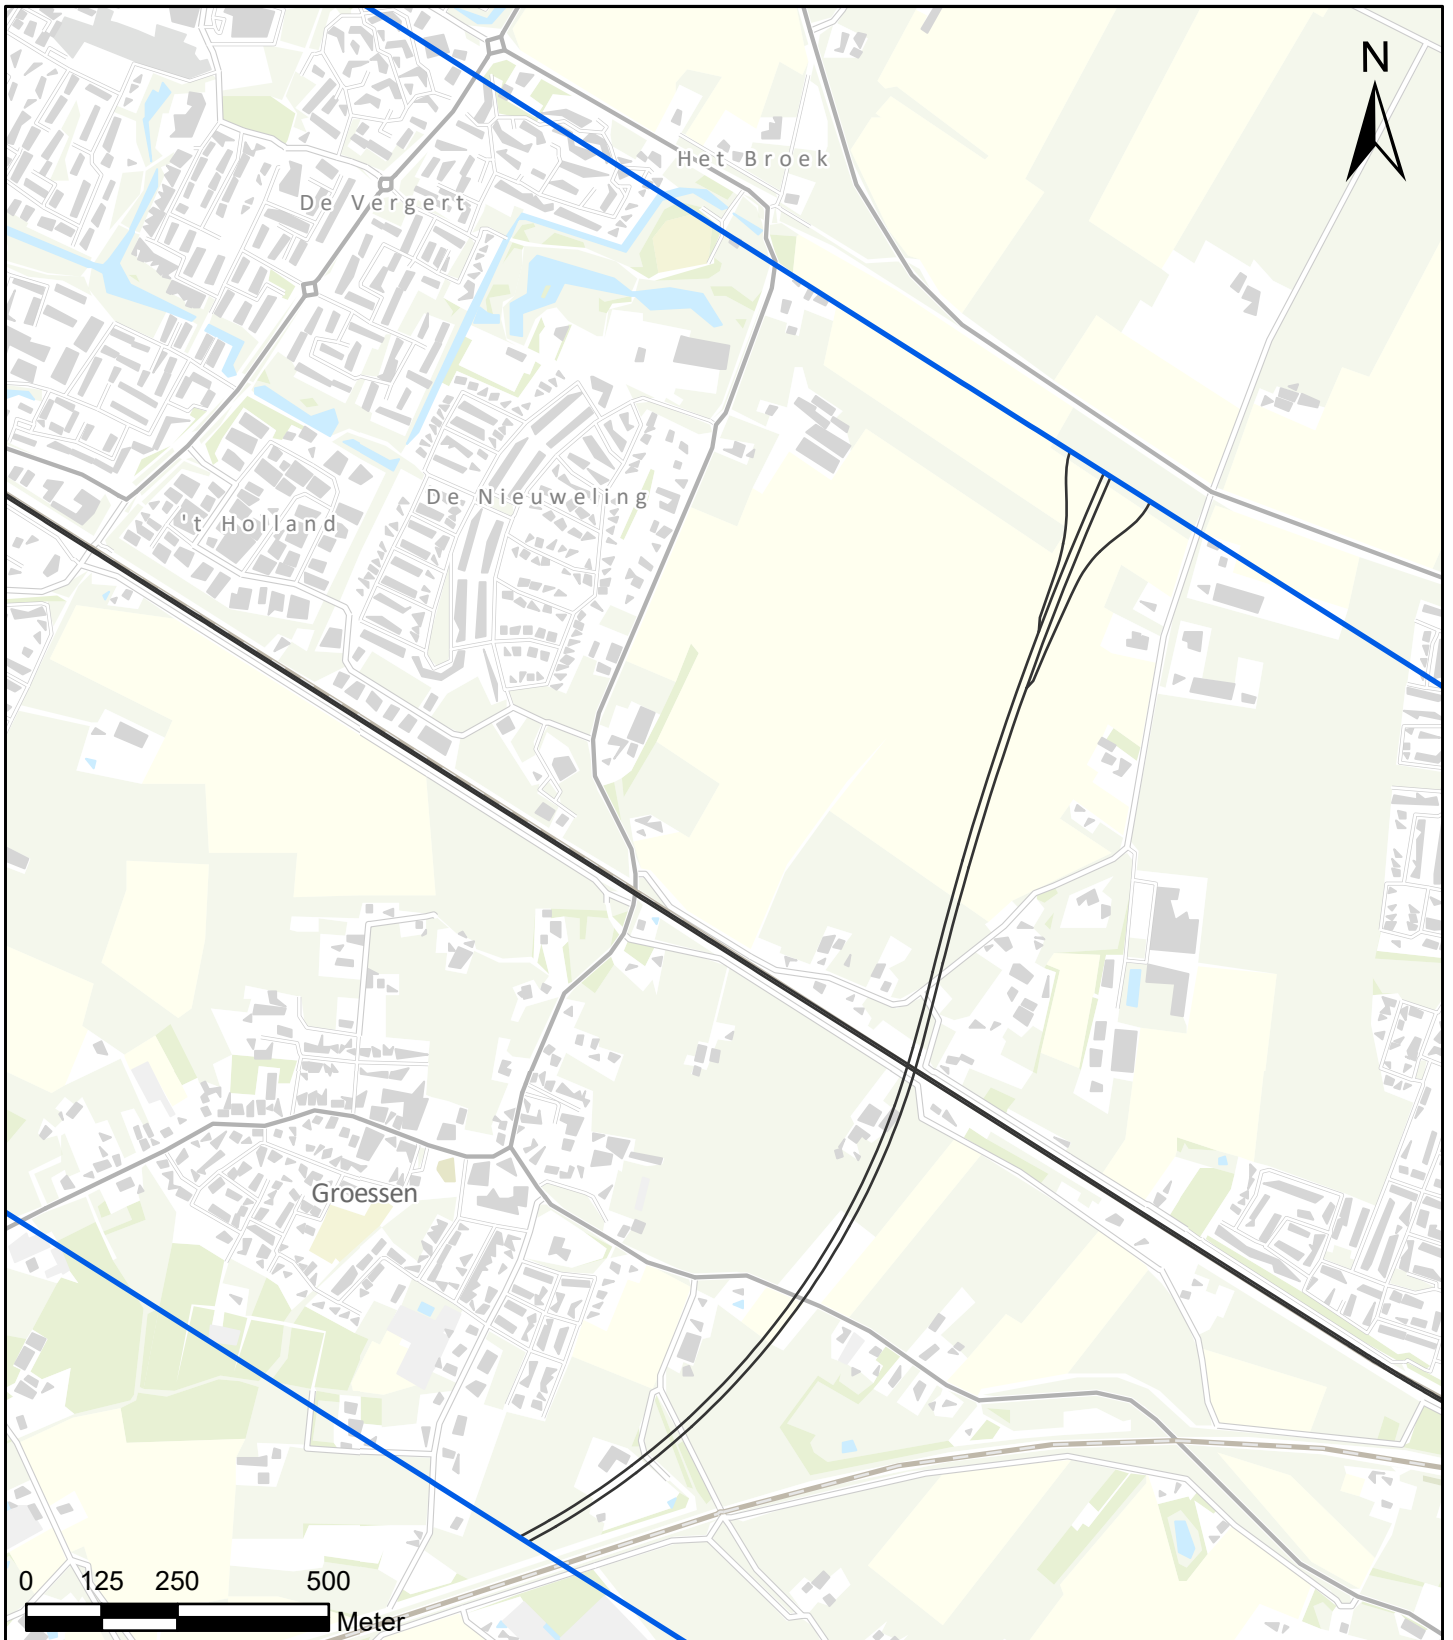 N
Het Broek
De Vergert
De Nieuweling
't Holland
Groessen
0 125 250 500
Meter